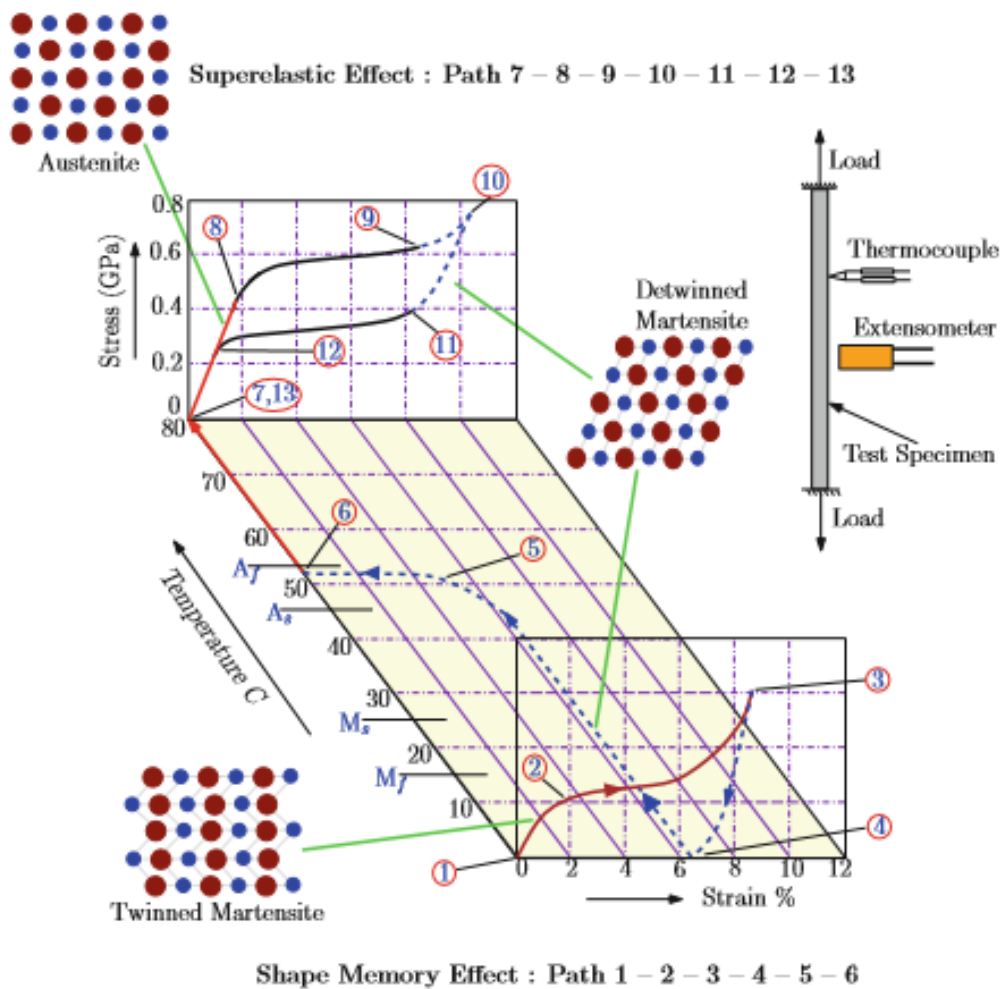 Superelastic Effect : Path 7 – 8 – 9 – 10 – 11 – 12 – 13
Austenite
Load
10
0.8
8
9
0.6
Thermocouple
Stress (GPa)
Detwinned
Martensite
0.4
Extensometer
12
11
0.2
7,13
0
80
Test Specimen
70
6
Load
60
5
Af
50
As
Temperature C
40
3
30
Ms
20
2
Mf
10
4
1
0 2 4 6 8 10 12
Strain %
Twinned Martensite
Shape Memory Effect : Path 1 – 2 – 3 – 4 – 5 – 6